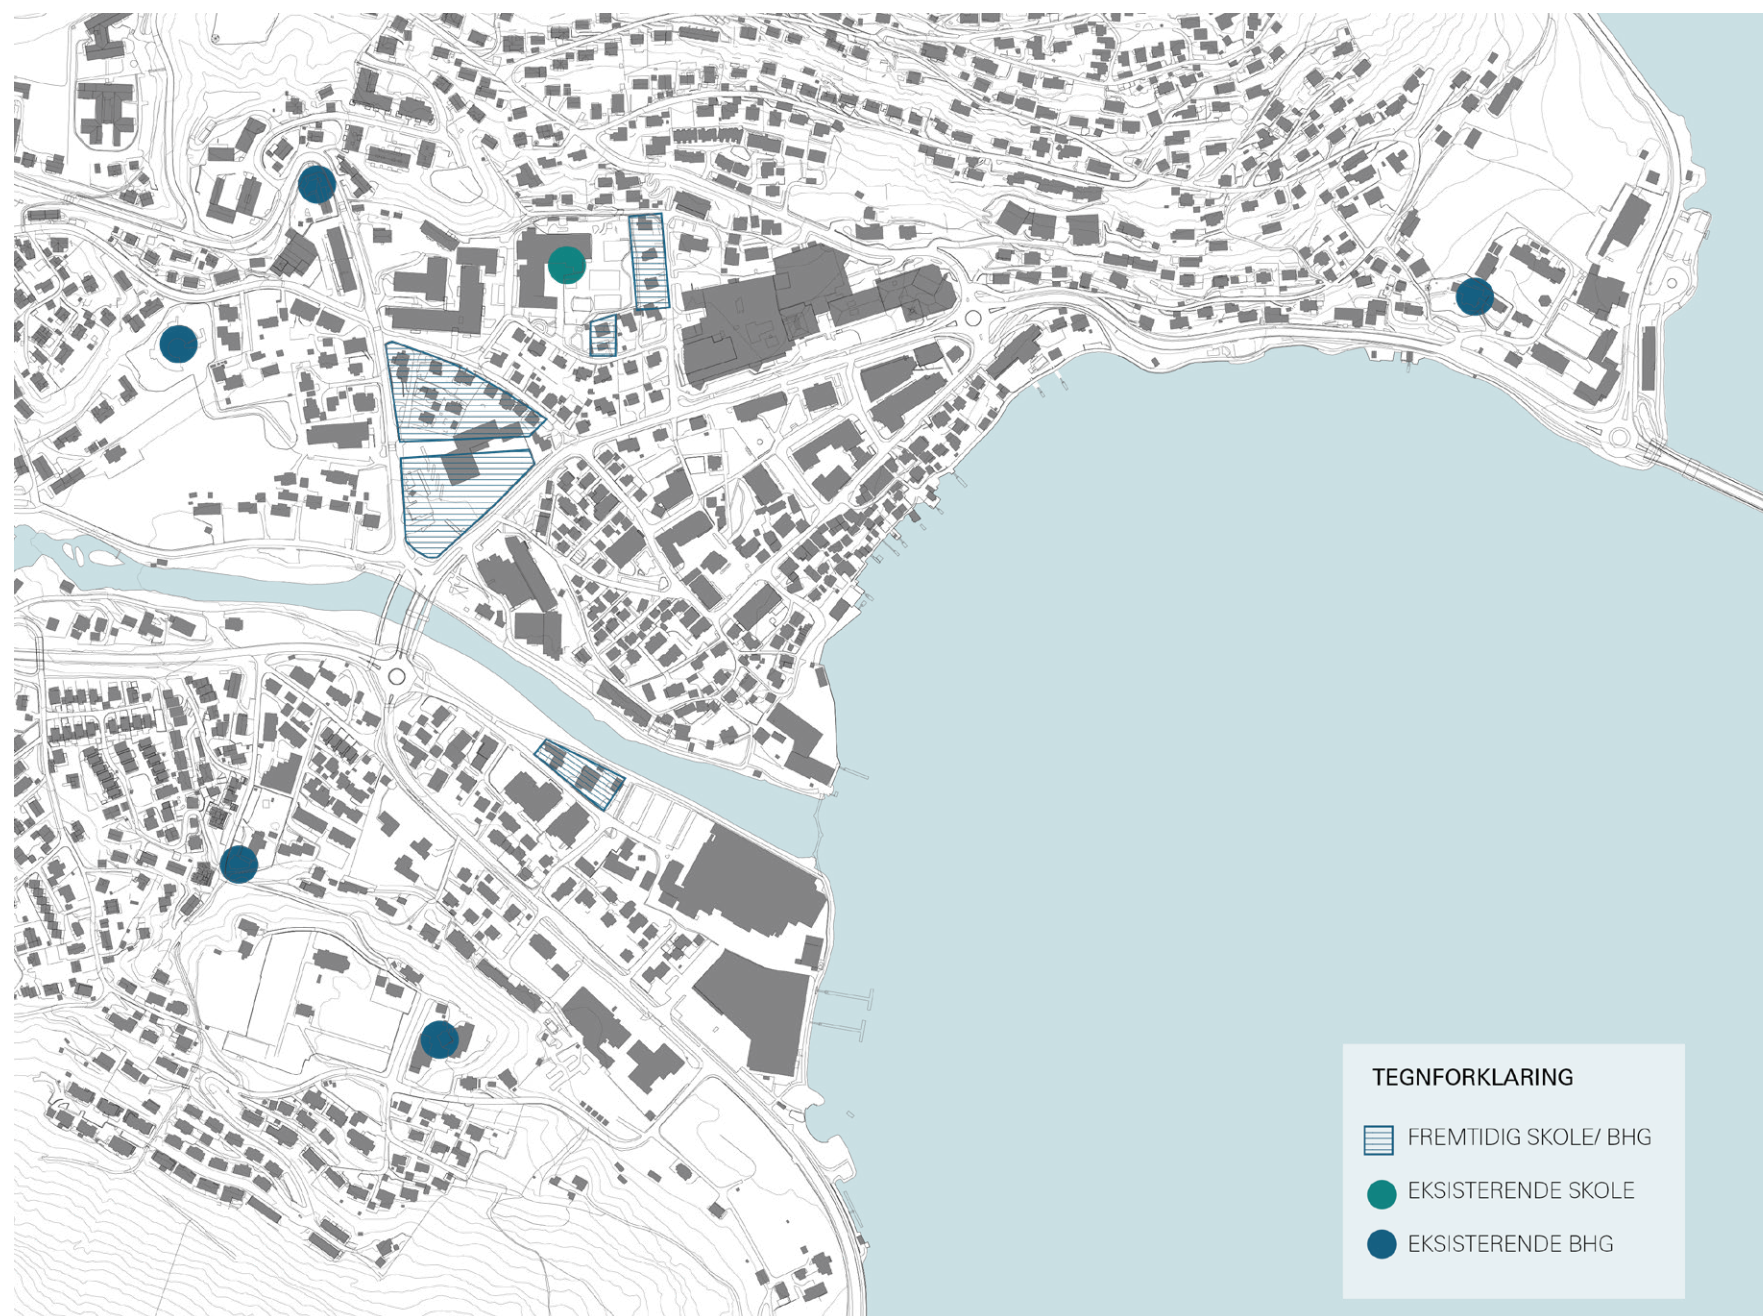 TEGNFORKLARING
FREMTIDIG SKOLE/ BHG
EKSISTERENDE SKOLE
EKSISTERENDE BHG